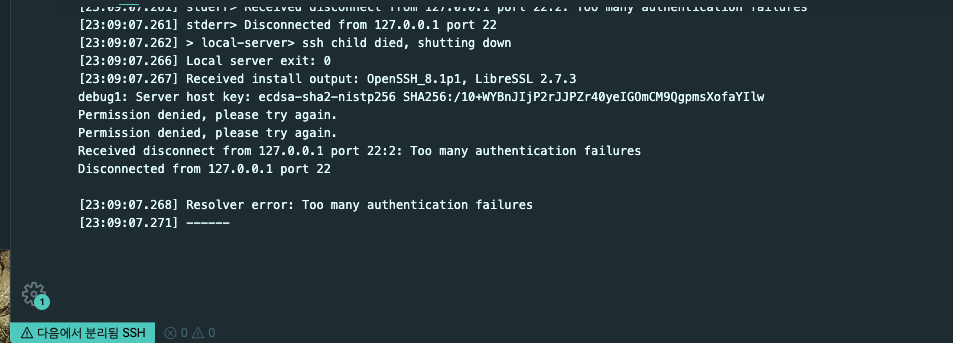 [23:09:07.261] stderr> Received disconnect from 127.0.0.1 port 22:2: Too many authentication failures
[23:09:07.261] stderr> Disconnected from 127.0.0.1 port 22
[23:09:07.262] > local-server> ssh child died, shutting down
[23:09:07.266] Local server exit: 0
[23:09:07.267] Received install output: OpenSSH_8.1p1, LibreSSL 2.7.3
debug1: Server host key: ecdsa-sha2-nistp256 SHA256:/10+WYBnJIjP2rJJPZr40yeIGOmCM9QgpmsXofaYIlw
Permission denied, please try again.
Permission denied, please try again.
Received disconnect from 127.0.0.1 port 22:2: Too many authentication failures
Disconnected from 127.0.0.1 port 22
[23:09:07.268] Resolver error: Too many authentication failures
[23:09:07.271] ------
1
다음에서 분리됨 SSH 0 0